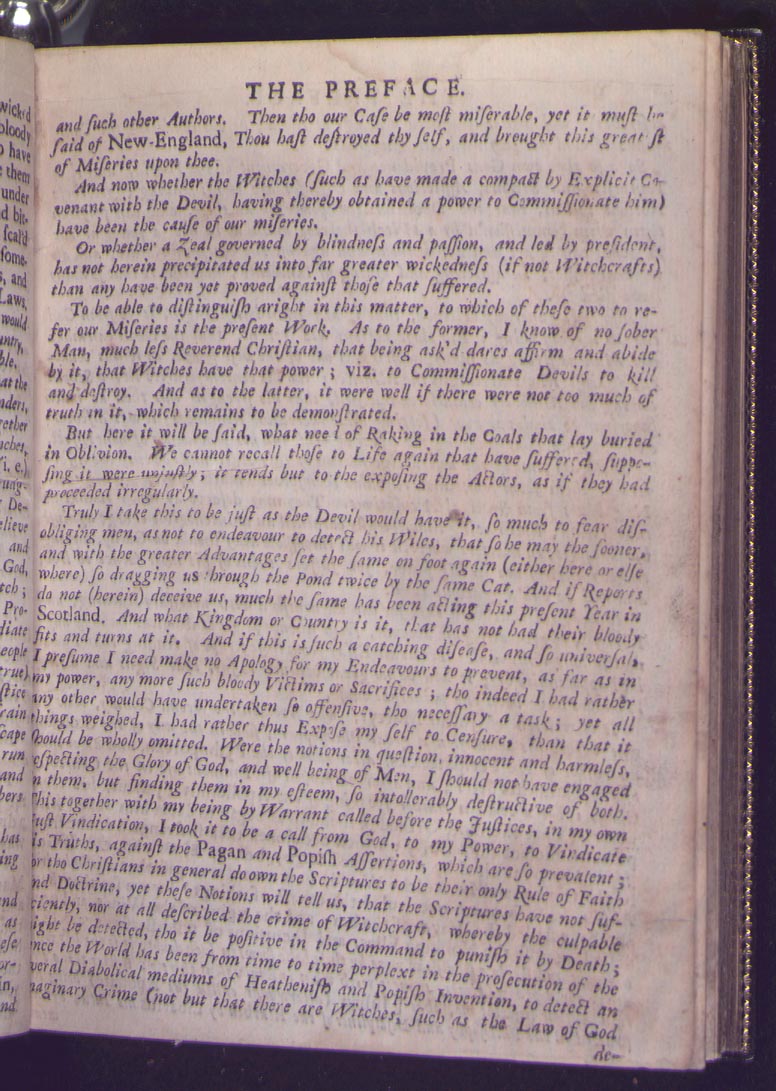 THE PREFACE.
and ſuch other Authors. Then tho our Caſe be moſt miſerable, yet it muſt be
ſaid of New-England, Thou haſt deſtroyed thy ſelf, and brought this great ſt
of Miſeries upon thee.
And now whether the Witches (ſuch as have made a compact by Explicit Co-
venant with the Devil, having thereby obtained a power to Commiſſionate him)
have been the cauſe of our miſeries.
Or whether a Zeal governed by blindneſs and paſſion, and led by preſident,
has not herein precipitated us into far greater wickedneſs (if not Witchcrafts)
than any have been yet proved againſt thoſe that ſuffered.
To be able to diſtinguiſh aright in this matter, to which of theſe two to re-
fer our Miſeries is the preſent Work. As to the former, I know of no ſober
Man, much leſs Reverend Chriſtian, that being ask'd dares affirm and abide
by it, that Witches have that power; viz. to Commiſſionate Devils to kill
and deſtroy. And as to the latter, it were well if there were not too much of
truth in it, which remains to be demonſtrated.
But here it will be ſaid, what need of Raking in the Coals that lay buried
in Oblivion. We cannot recall thoſe to Life again that have ſuffered, ſuppo-
ſing it were unjuſtly; it tends but to the expoſing the Actors, as if they had
proceeded irregularly.
Truly I take this to be juſt as the Devil would have it, ſo much to fear diſ-
obliging men, as not to endeavour to detect his Wiles, that ſo he may the ſooner,
and with the greater Advantages ſet the ſame on foot again (either here or elſe
where) ſo dragging us through the Pond twice by the ſame Cat. And if Reports
do not (herein) deceive us, much the ſame has been acting this preſent Year in
Scotland. And what Kingdom or Country is it, that has not had their bloody
fits and turns at it. And if this is ſuch a catching diſeaſe, and ſo univerſal,
I preſume I need make no Apology for my Endeavours to prevent, as far as in
my power, any more ſuch bloody Victims or Sacrifices; tho indeed I had rather
any other would have undertaken ſo offenſive, tho neceſſary a task; yet all
things weighed, I had rather thus Expoſe my ſelf to Cenſure, than that it
ſhould be wholly omitted. Were the notions in queſtion innocent and harmleſs,
reſpecting the Glory of God, and well being of Men, I ſhould not have engaged
in them, but finding them in my eſteem, ſo intollerably deſtructive of both.
This together with my being by Warrant called before the Juſtices, in my own
Juſt Vindication, I took it to be a call from God, to my Power, to Vindicate
is Truths, againſt the Pagan and Popiſh Aſſertions, which are ſo prevalent;
or tho Chriſtians in general do own the Scriptures to be their only Rule of Faith
nd Doctrine, yet theſe Notions will tell us, that the Scriptures have not ſuf-
ciently, nor at all deſcribed the crime of Witchcraft, whereby the culpable
ight be detected, tho it be poſitive in the Command to puniſh it by Death;
nce the World has been from time to time perplext in the proſecution of the
veral Diabolical mediums of Heatheniſh and Popiſh Invention, to detect an
maginary Crime (not but that there are Witches, ſuch as the Law of God
de-